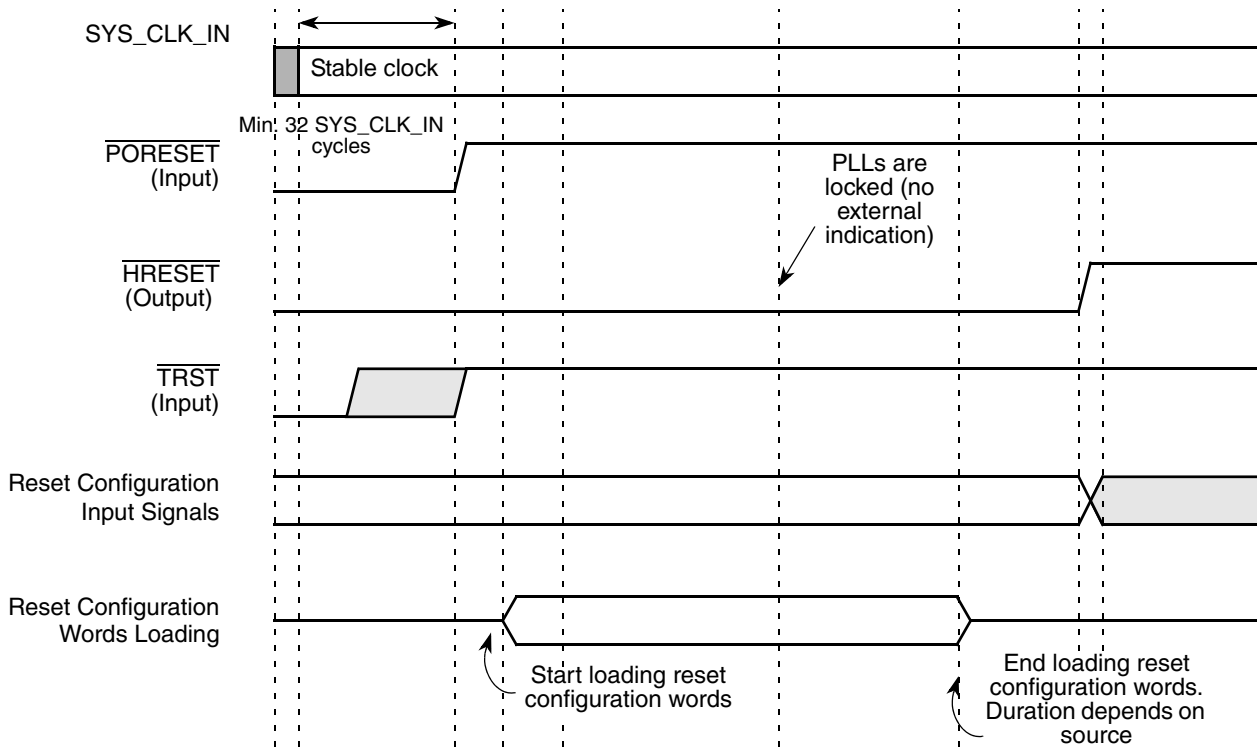 SYS_CLK_IN
Stable clock
Min. 32 SYS_CLK_IN
cycles
PORESET
(Input)
PLLs are
locked (no
external
indication)
HRESET
(Output)
TRST
(Input)
Reset Configuration
Input Signals
Reset Configuration
Words Loading
Start loading reset
configuration words
End loading reset
configuration words.
Duration depends on
source